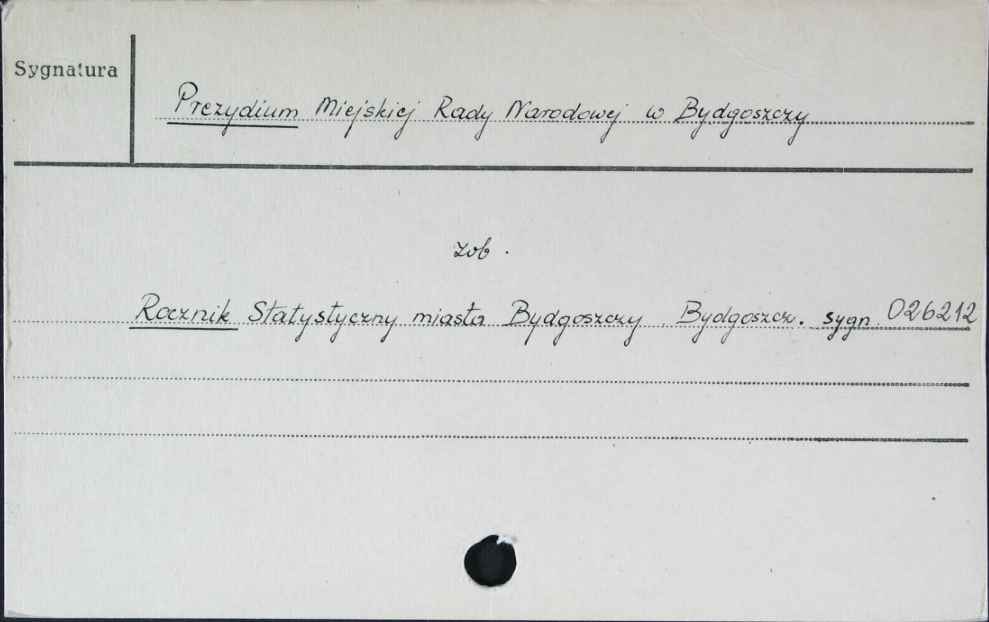 Sygnatura
Prezydium Miejskiej Rady Narodowej w Bydgoszczy
zob.
Rocznik Statystyczny miasta Bydgoszczy. Bydgoszcz. sygn. 026212